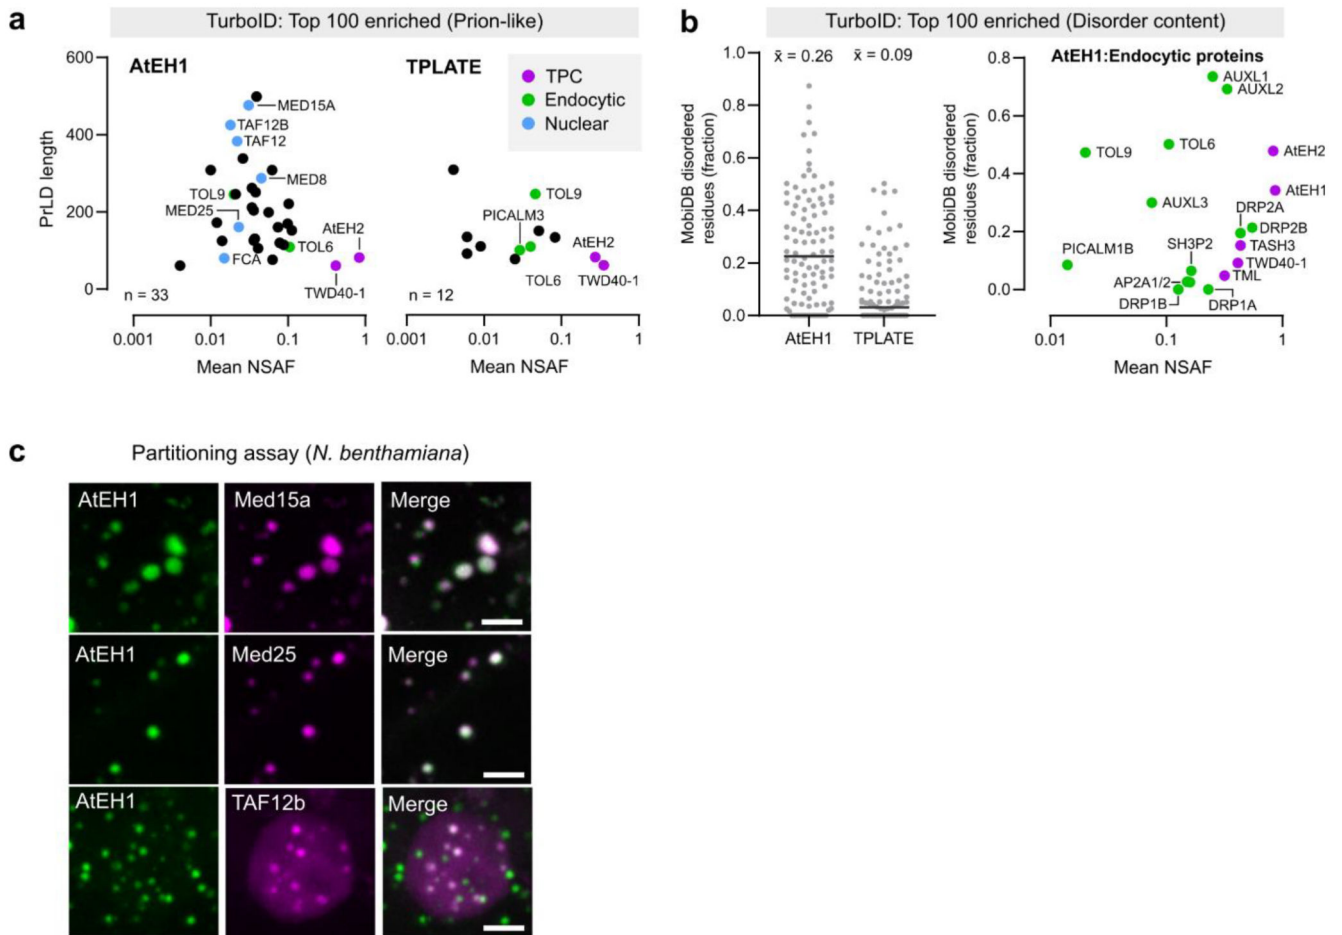 a
TurboID: Top 100 enriched (Prion-like)
PrLD length
600
400
200
0
AtEH1
MED15A
TAF12B
TAF12
MED8
TOL9
MED25
AtEH2
TOL6
FCA
TWD40-1
n = 33
0.001
0.01
0.1
1
Mean NSAF
TPLATE
TPC
Endocytic
Nuclear
TOL9
PICALM3
AtEH2
TOL6
TWD40-1
n = 12
0.001
0.01
0.1
1
Mean NSAF
b
TurboID: Top 100 enriched (Disorder content)
MobiDB disordered
residues (fraction)
1.0
0.8
0.6
0.4
0.2
0.0
x̄ = 0.26
x̄ = 0.09
AtEH1
TPLATE
AtEH1:Endocytic proteins
MobiDB disordered
residues (fraction)
0.8
0.6
0.4
0.2
0.0
AUXL1
AUXL2
TOL9
TOL6
AtEH2
AtEH1
AUXL3
DRP2A
DRP2B
PICALM1B
SH3P2
TASH3
TWD40-1
AP2A1/2
TML
DRP1B
DRP1A
0.01
0.1
1
Mean NSAF
c
Partitioning assay (N. benthamiana)
AtEH1
Med15a
Merge
AtEH1
Med25
Merge
AtEH1
TAF12b
Merge